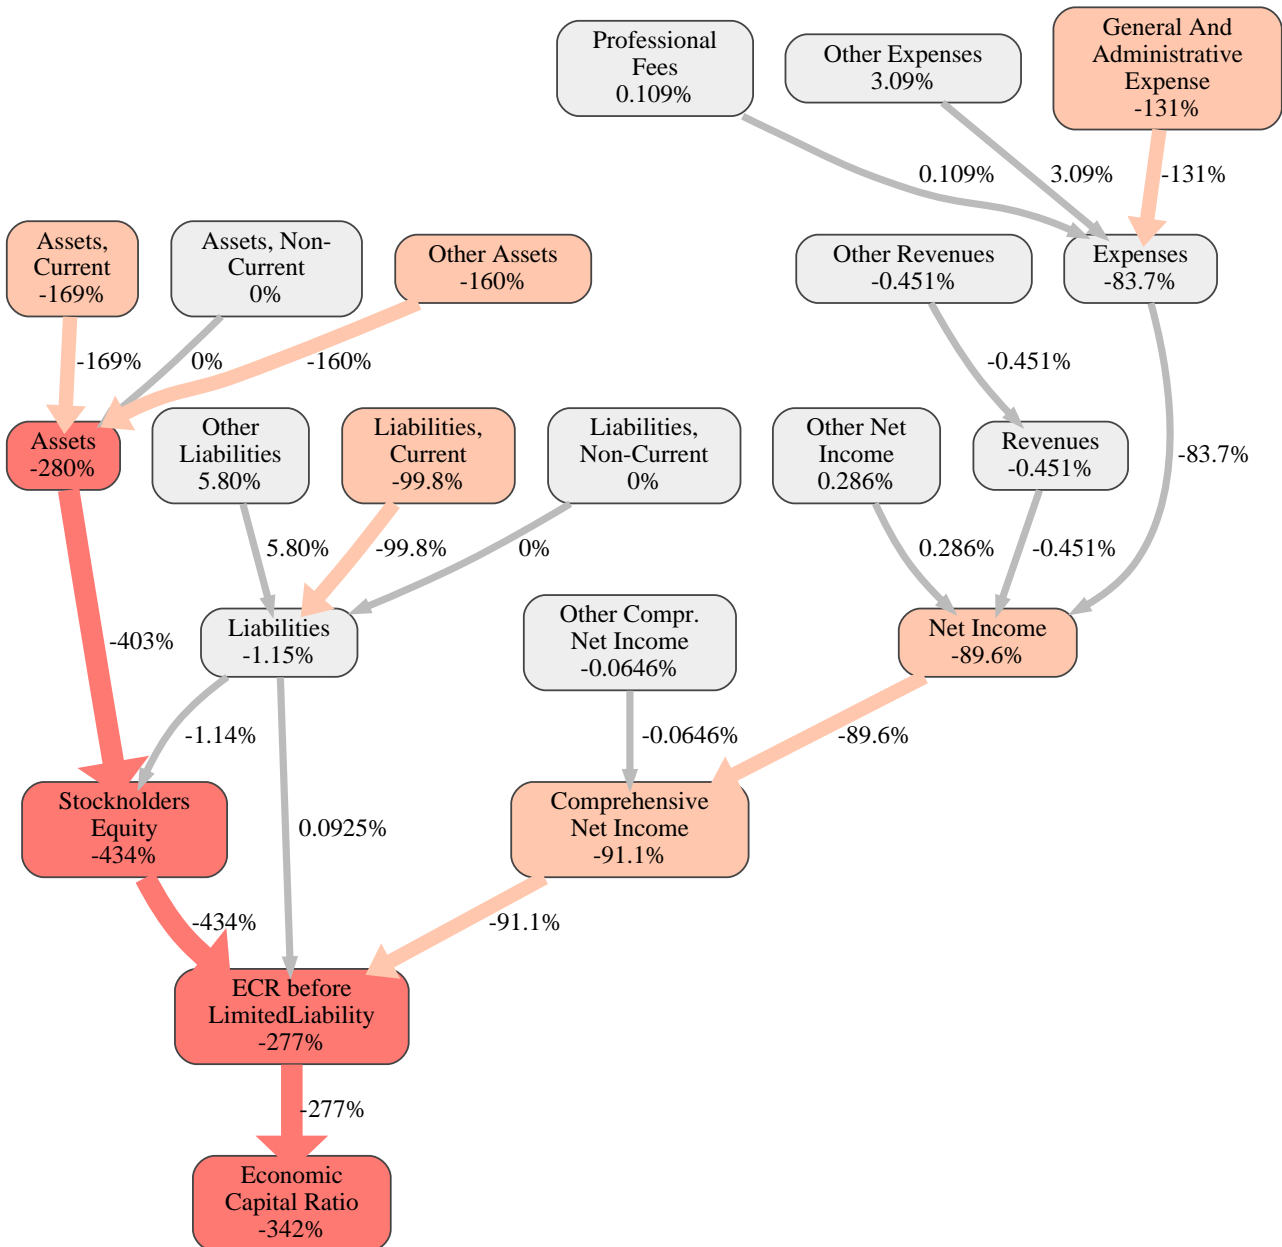 Professional
Fees
0.109%
Other Expenses
3.09%
General And
Administrative
Expense
-131%
0.109%
3.09%
-131%
Assets,
Current
-169%
Assets, Non-
Current
0%
Other Assets
-160%
Other Revenues
-0.451%
Expenses
-83.7%
-169%
0%
-160%
-0.451%
-83.7%
Assets
-280%
Other
Liabilities
5.80%
Liabilities,
Current
-99.8%
Liabilities,
Non-Current
0%
Other Net
Income
0.286%
Revenues
-0.451%
5.80%
-99.8%
0%
0.286%
-0.451%
-403%
Liabilities
-1.15%
Other Compr.
Net Income
-0.0646%
Net Income
-89.6%
-1.14%
0.0925%
-0.0646%
-89.6%
Stockholders
Equity
-434%
Comprehensive
Net Income
-91.1%
-434%
-91.1%
ECR before
LimitedLiability
-277%
-277%
Economic
Capital Ratio
-342%